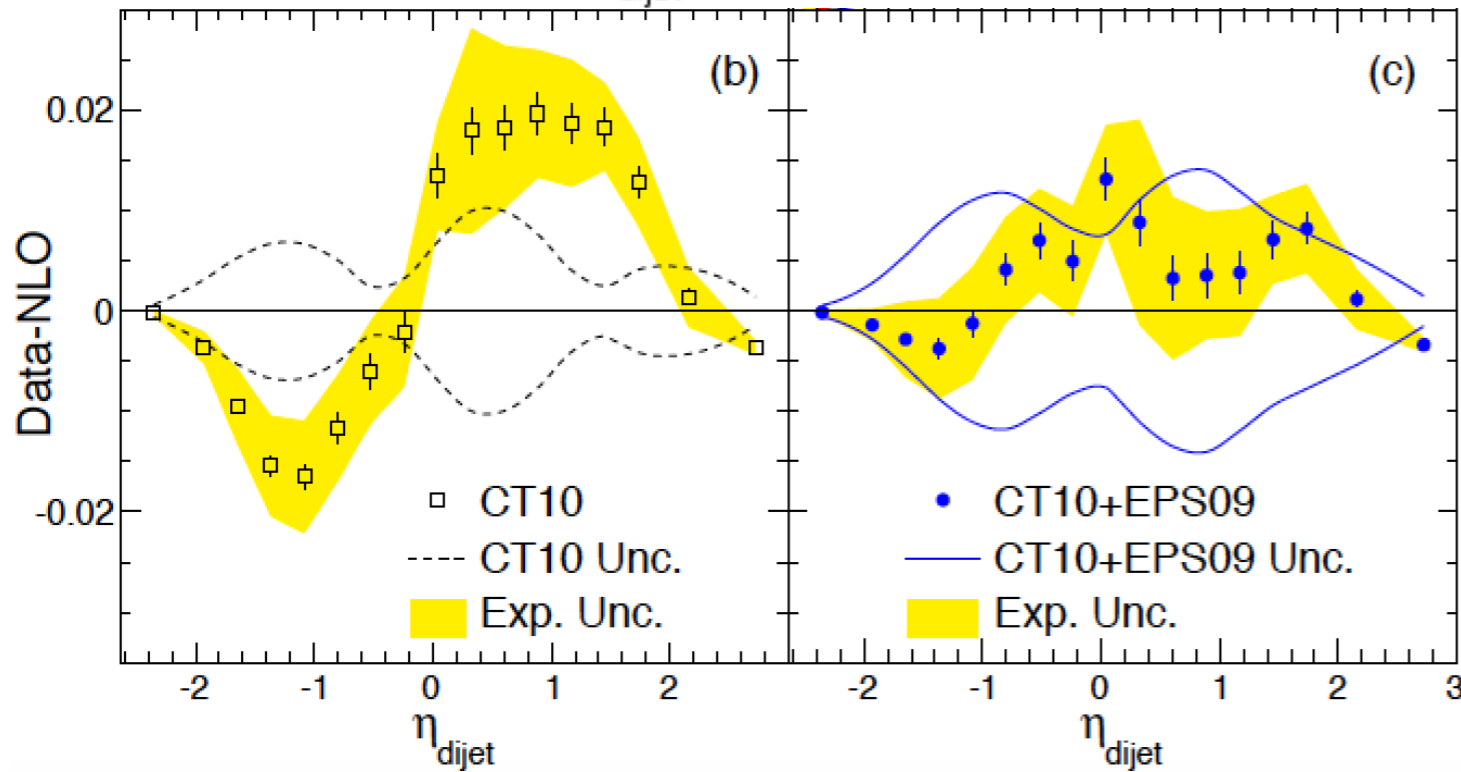 (b)
(c)
Data-NLO
0.02
0
-0.02
CT10
CT10 Unc.
Exp. Unc.
CT10+EPS09
CT10+EPS09 Unc.
Exp. Unc.
-2 -1 0 1 2
-2 -1 0 1 2 3
η dijet
η dijet